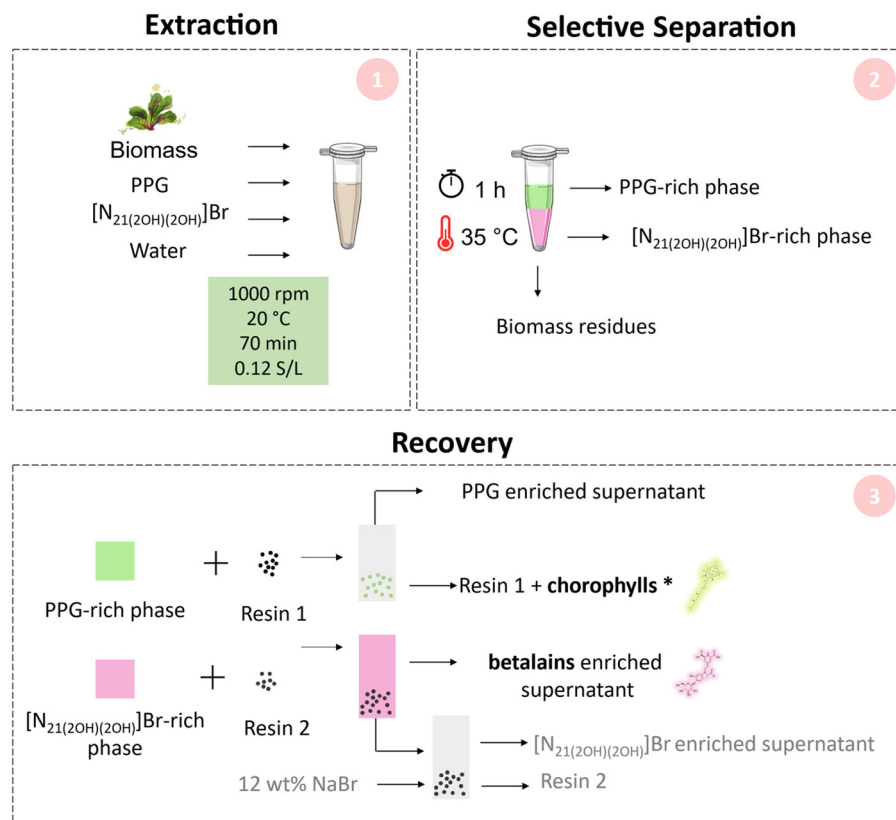 Extraction
1
Biomass
PPG
[N21(2OH)(2OH)]Br
Water
1000 rpm
20 °C
70 min
0.12 S/L
Selective Separation
2
1 h
35 °C
PPG-rich phase
[N21(2OH)(2OH)]Br-rich phase
Biomass residues
Recovery
3
PPG-rich phase
+
Resin 1
PPG enriched supernatant
Resin 1 + chorophylls *
[N21(2OH)(2OH)]Br-rich
phase
+
Resin 2
betalains enriched
supernatant
12 wt% NaBr
[N21(2OH)(2OH)]Br enriched supernatant
Resin 2